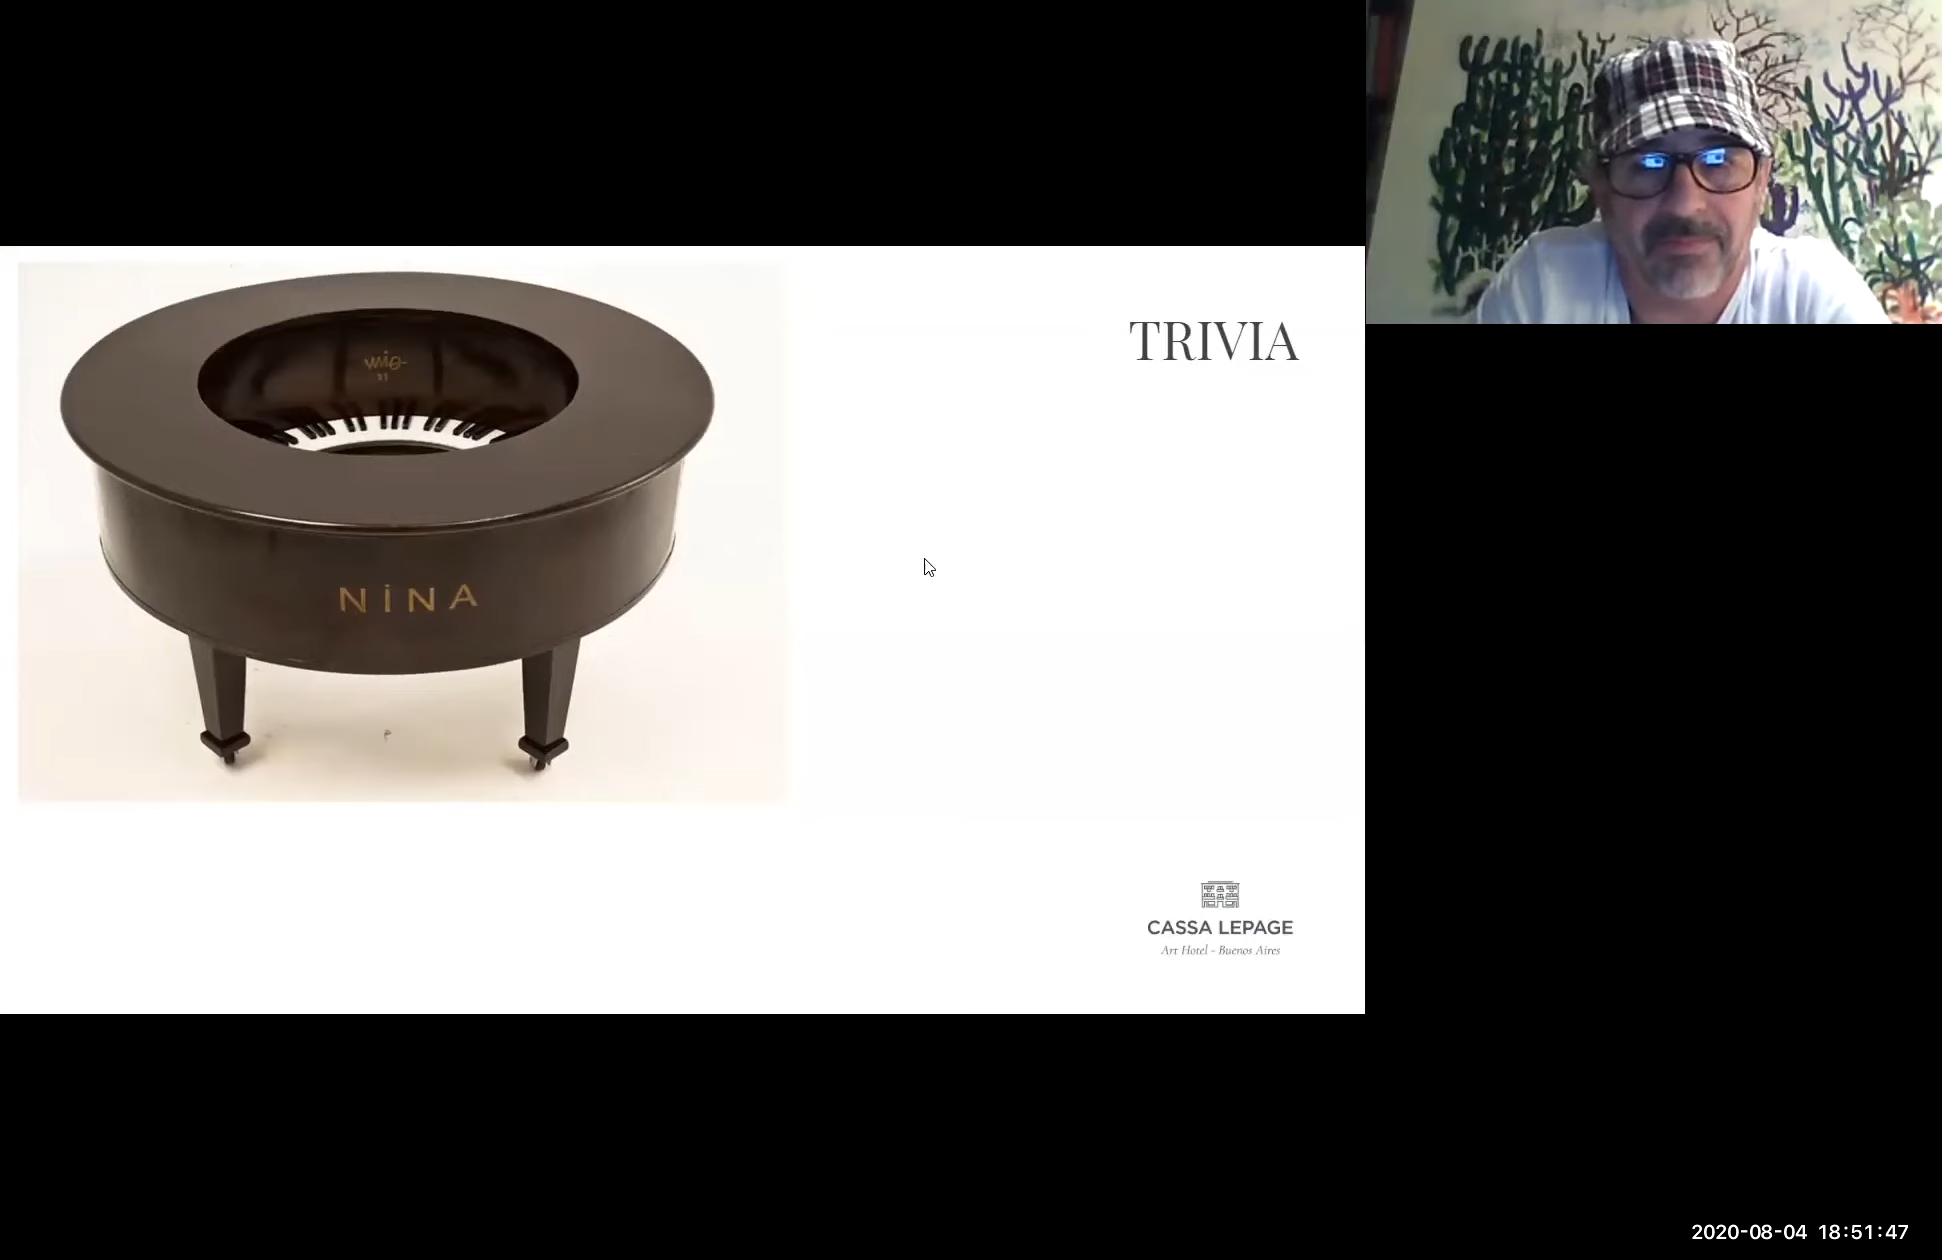 NiNA
TRIVIA
CASSA LEPAGE
Art Hotel - Buenos Aires
2020-08-04 18:51:47